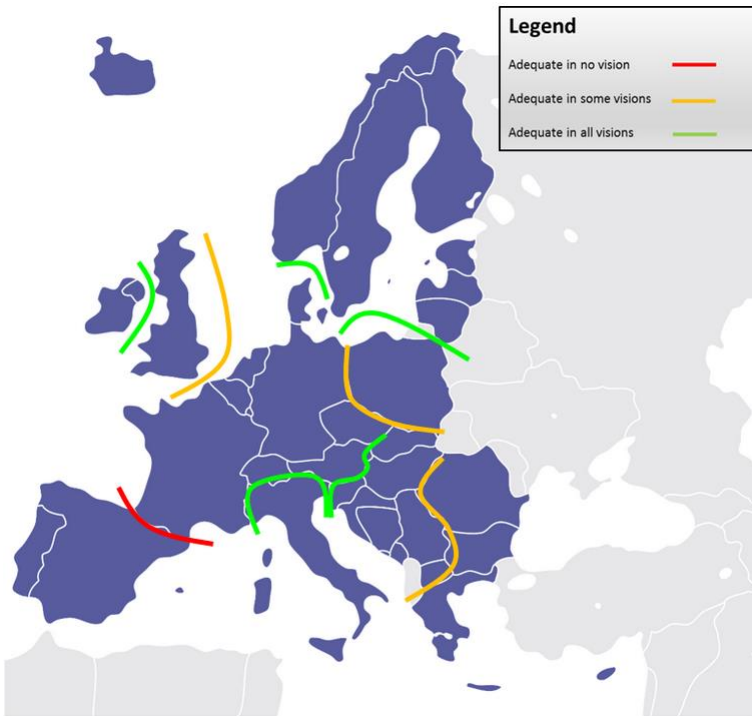 Legend
Adequate in no vision
Adequate in some visions
Adequate in all visions